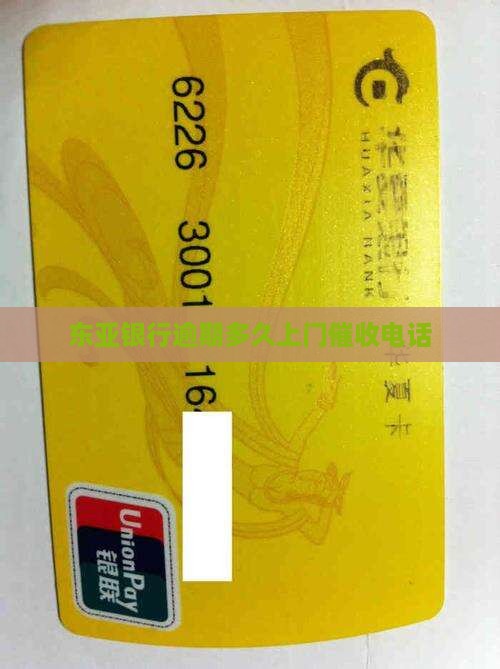 华夏银行
HUAXIA BANK
华夏卡
东亚银行逾期多久上门催收电话
6226 3001 16
UnionPay
银联